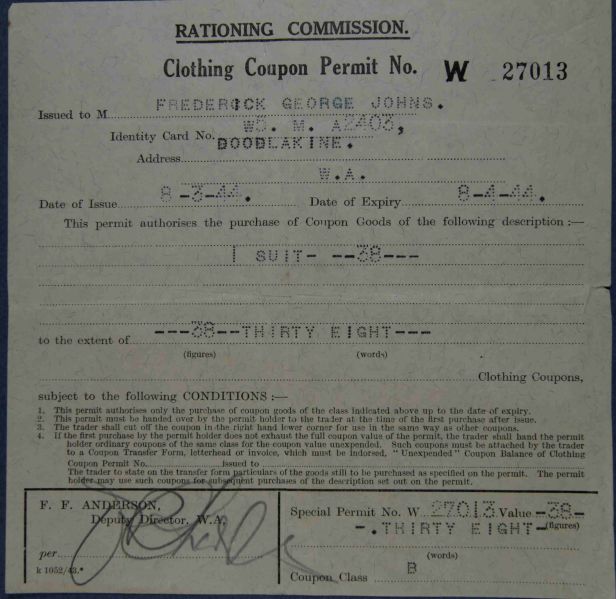 RATIONING COMMISSION.
Clothing Coupon Permit No. W 27013
Issued to M FREDERICK GEORGE JOHNS.
Identity Card No. W5. M. A2403,
Address DOODLAKINE.
W.A.
Date of Issue 8-3-44. Date of Expiry 8-4-44.
This permit authorises the purchase of Coupon Goods of the following description :—
1 SUIT- --38---
to the extent of ---38--THIRTY EIGHT---
(figures) (words)
Clothing Coupons,
subject to the following CONDITIONS :—
1. This permit authorises only the purchase of coupon goods of the class indicated above up to the date of expiry.
2. This permit must be handed over by the permit holder to the trader at the time of the first purchase after issue.
3. The trader shall cut off the coupon in the right hand lower corner for use in the same way as other coupons.
4. If the first purchase by the permit holder does not exhaust the full coupon value of the permit, the trader shall hand the permit
holder ordinary coupons of the same class for the coupon value unexpended. Such coupons must be attached by the trader
to a Coupon Transfer Form, letterhead or invoice, which must be indorsed, "Unexpended" Coupon Balance of Clothing
Coupon Permit No. Issued to
The trader to state on the transfer form particulars of the goods still to be purchased as specified on the permit. The permit
holder may use such coupons for subsequent purchases of the description set out on the permit.
F. F. ANDERSON,
Deputy Director, W.A.
per
k 1052/43.*
Special Permit No. W 27013 Value -38-
-.THIRTY EIGHT- (figures)
(words)
Coupon Class B